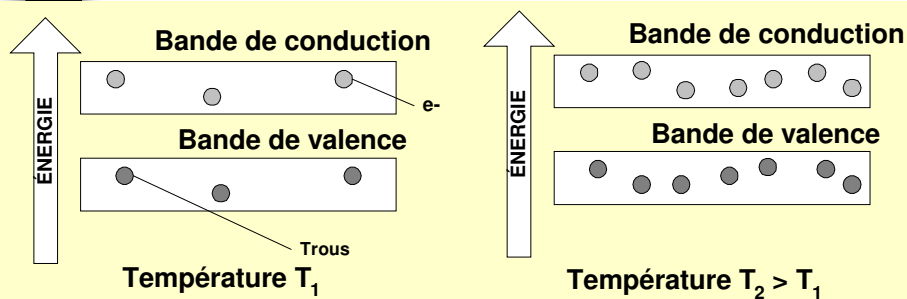 Bande de conduction
ÉNERGIE
e-
Bande de valence
Trous
Température T₁
Bande de conduction
ÉNERGIE
Bande de valence
Température T₂ > T₁